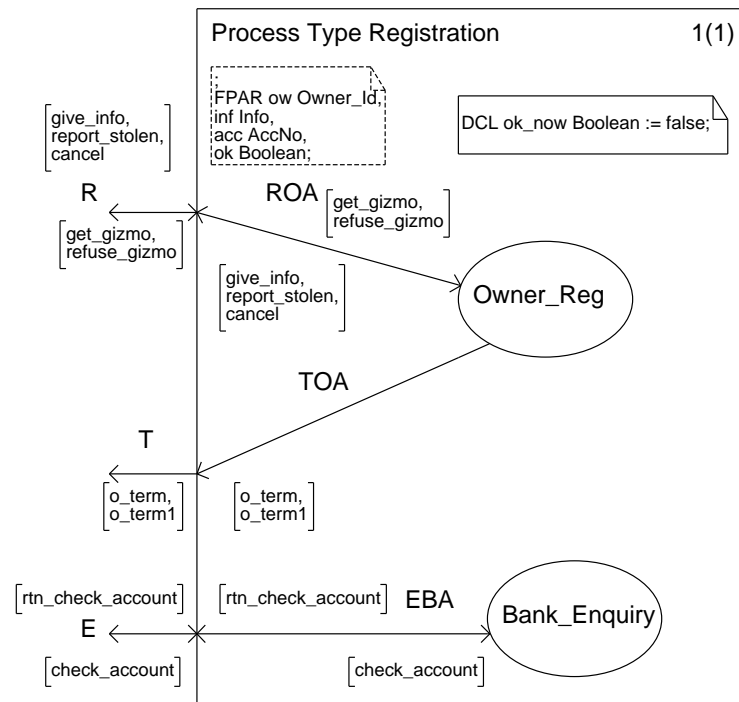 Process Type Registration
1(1)
;
FPAR ow Owner_Id,
inf Info,
acc AccNo,
ok Boolean;
DCL ok_now Boolean := false;
give_info,
report_stolen,
cancel
R
ROA
get_gizmo,
refuse_gizmo
get_gizmo,
refuse_gizmo
give_info,
report_stolen,
cancel
Owner_Reg
TOA
T
o_term,
o_term1
o_term,
o_term1
rtn_check_account
rtn_check_account
EBA
E
Bank_Enquiry
check_account
check_account